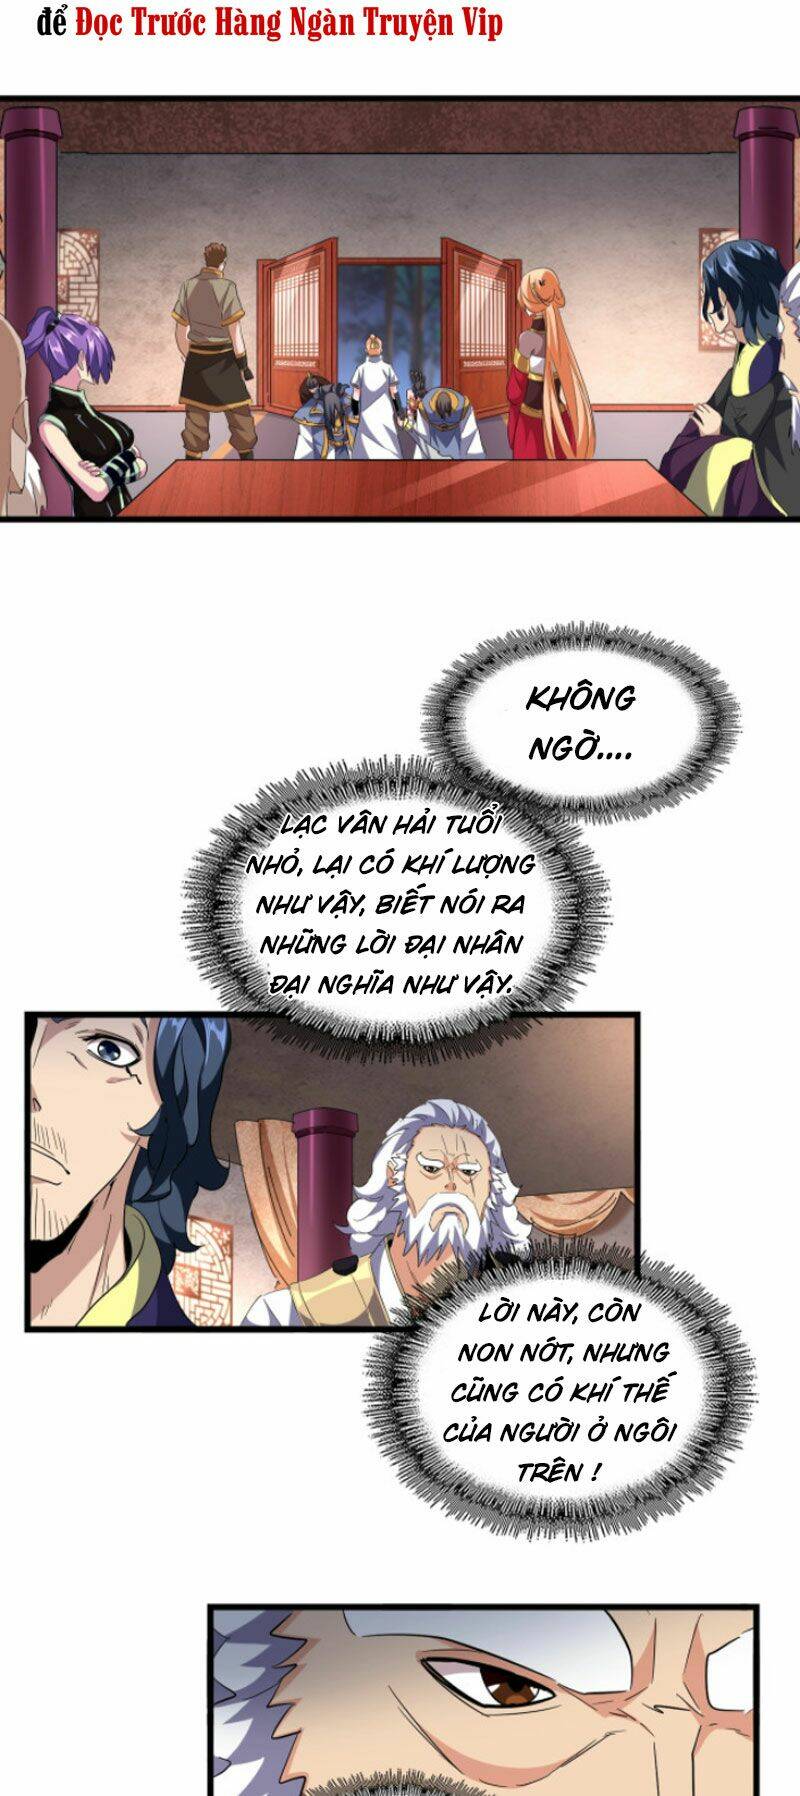 để Đọc Trước Hàng Ngàn Truyện Vip
KHÔNG
NGỜ....
LẠC VÂN HẢI TUỔI
NHỎ, LẠI CÓ KHÍ LƯỢNG
NHƯ VẬY, BIẾT NÓI RA
NHỮNG LỜI ĐẠI NHÂN
ĐẠI NGHĨA NHƯ VẬY.
LỜI NÀY, CÒN
NON NỚT, NHƯNG
CŨNG CÓ KHÍ THẾ
CỦA NGƯỜI Ở NGÔI
TRÊN !